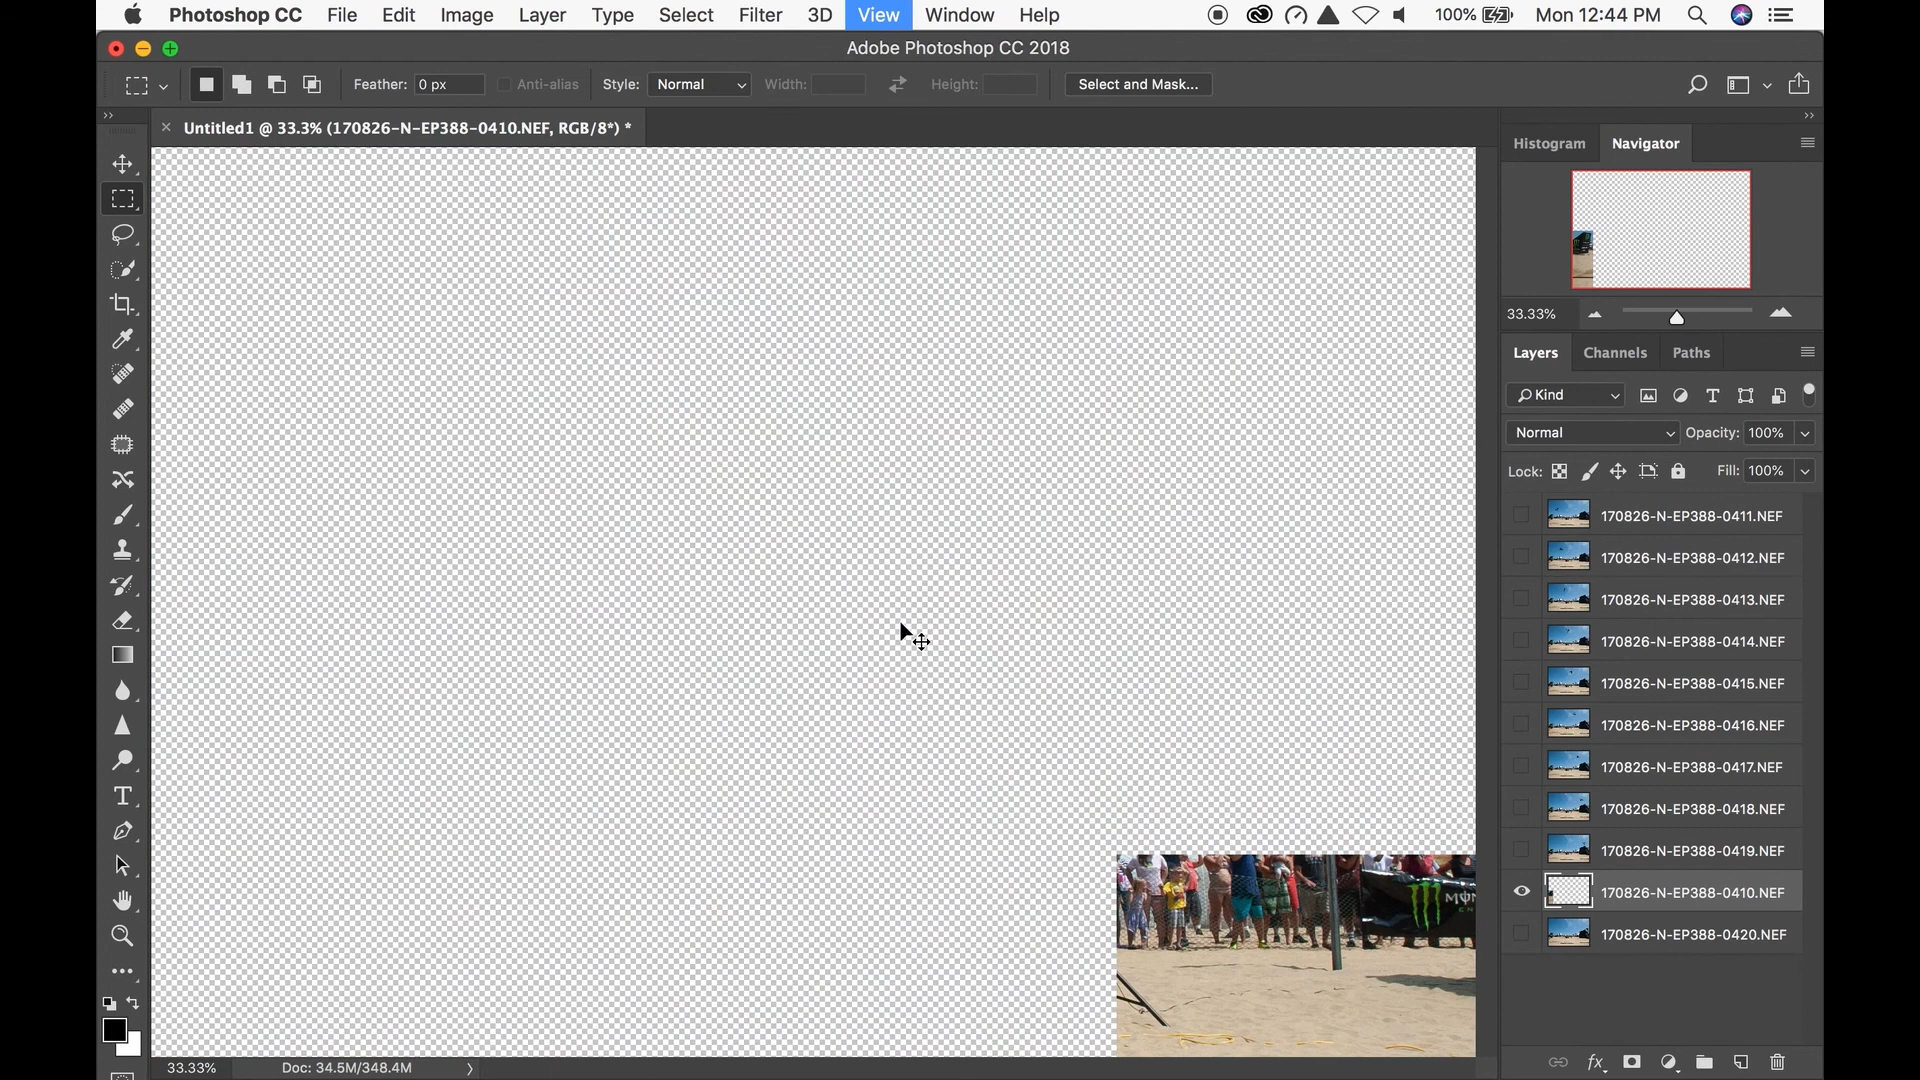 Photoshop CC File Edit Image Layer Type Select Filter 3D View Window Help 100% Mon 12:44 PM
Adobe Photoshop CC 2018
Feather: 0 px Anti-alias Style: Normal Width: Height: Select and Mask...
Untitled1 @ 33.3% (170826-N-EP388-0410.NEF, RGB/8*) *
Histogram Navigator
33.33%
Layers Channels Paths
Kind
Normal Opacity: 100%
Lock: Fill: 100%
170826-N-EP388-0411.NEF
170826-N-EP388-0412.NEF
170826-N-EP388-0413.NEF
170826-N-EP388-0414.NEF
170826-N-EP388-0415.NEF
170826-N-EP388-0416.NEF
170826-N-EP388-0417.NEF
170826-N-EP388-0418.NEF
170826-N-EP388-0419.NEF
170826-N-EP388-0410.NEF
170826-N-EP388-0420.NEF
33.33% Doc: 34.5M/348.4M